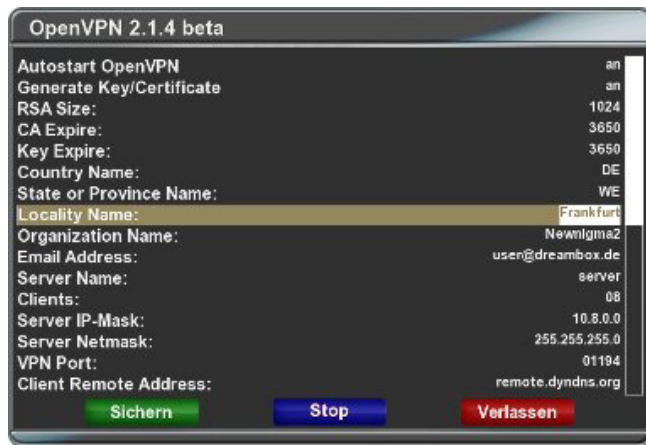 OpenVPN 2.1.4 beta
Autostart OpenVPN an
Generate Key/Certificate an
RSA Size: 1024
CA Expire: 3650
Key Expire: 3650
Country Name: DE
State or Province Name: WE
Locality Name: Frankfurt
Organization Name: Newnigma2
Email Address: user@dreambox.de
Server Name: server
Clients: 08
Server IP-Mask: 10.8.0.0
Server Netmask: 255.255.255.0
VPN Port: 01194
Client Remote Address: remote.dyndns.org
Sichern Stop Verlassen